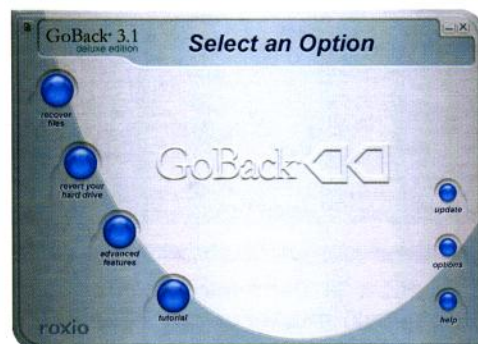 GoBack® 3.1
deluxe edition
Select an Option
recover
files
revert your
hard drive
advanced
features
tutorial
GoBack
update
options
help
roxio